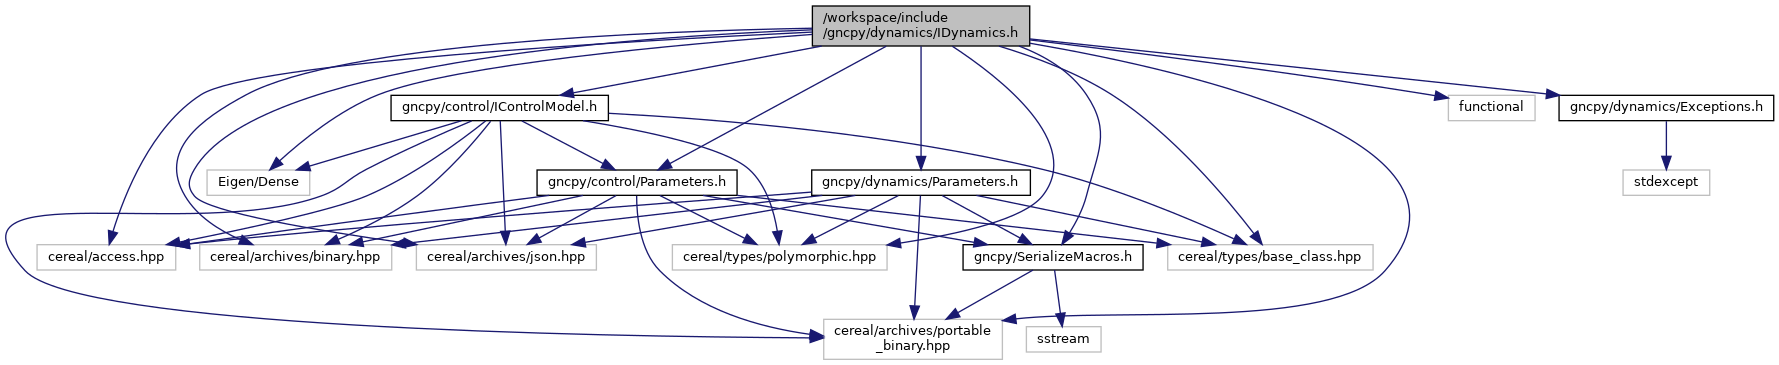 /workspace/include
/gncpy/dynamics/IDynamics.h
gncpy/control/IControlModel.h
functional
gncpy/dynamics/Exceptions.h
Eigen/Dense
gncpy/control/Parameters.h
gncpy/dynamics/Parameters.h
stdexcept
cereal/access.hpp
cereal/archives/binary.hpp
cereal/archives/json.hpp
cereal/types/polymorphic.hpp
gncpy/SerializeMacros.h
cereal/types/base_class.hpp
cereal/archives/portable
_binary.hpp
sstream